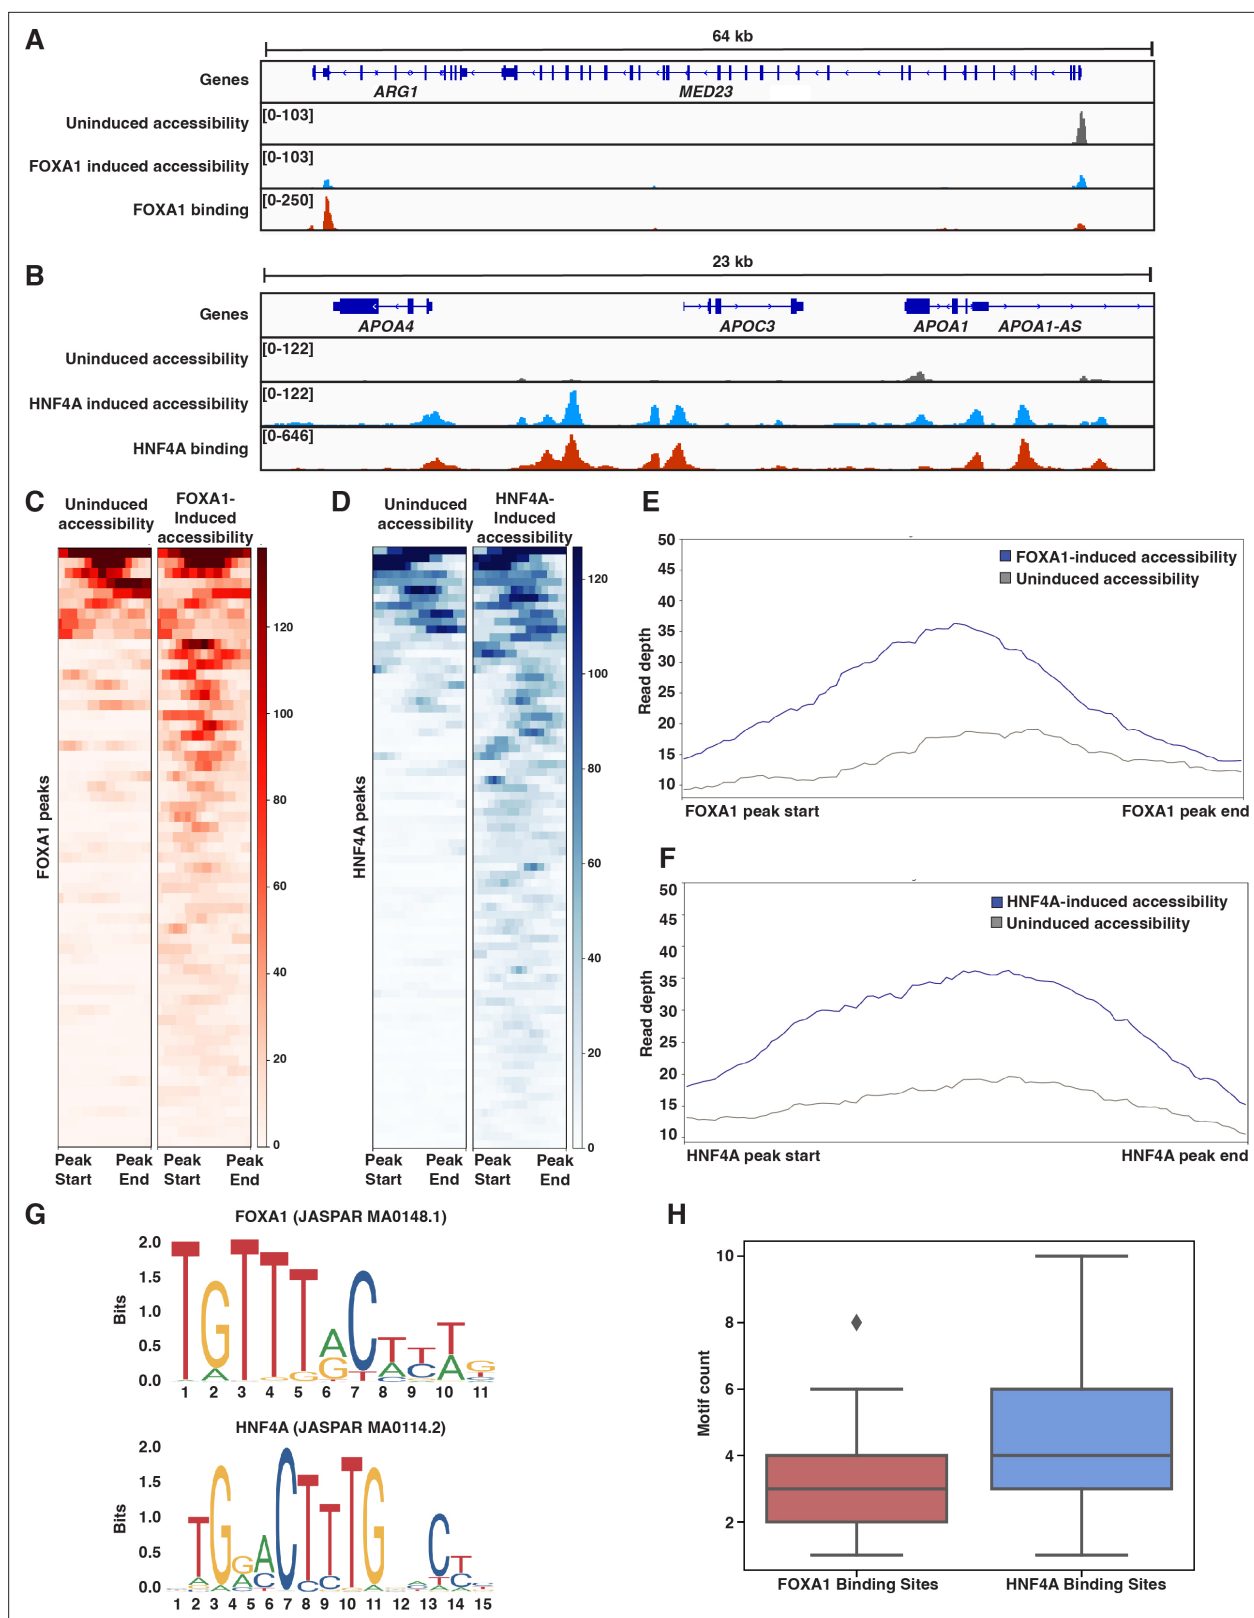 A
64 kb
Genes
ARG1
MED23
Uninduced accessibility
[0-103]
FOXA1 induced accessibility
[0-103]
FOXA1 binding
[0-250]
B
23 kb
Genes
APOA4
APOC3
APOA1
APOA1-AS
Uninduced accessibility
[0-122]
HNF4A induced accessibility
[0-122]
HNF4A binding
[0-646]
C
Uninduced
accessibility
FOXA1-
Induced
accessibility
FOXA1 peaks
120
100
80
60
40
20
0
Peak
Start
Peak
End
Peak
Start
Peak
End
D
Uninduced
accessibility
HNF4A-
Induced
accessibility
HNF4A peaks
120
100
80
60
40
20
0
Peak
Start
Peak
End
Peak
Start
Peak
End
E
FOXA1-induced accessibility
Uninduced accessibility
Read depth
50
45
40
35
30
25
20
15
10
FOXA1 peak start
FOXA1 peak end
F
HNF4A-induced accessibility
Uninduced accessibility
Read depth
50
45
40
35
30
25
20
15
10
HNF4A peak start
HNF4A peak end
G
FOXA1 (JASPAR MA0148.1)
Bits
2.0
1.5
1.0
0.5
0.0
1 2 3 4 5 6 7 8 9 10 11
HNF4A (JASPAR MA0114.2)
Bits
2.0
1.5
1.0
0.5
0.0
1 2 3 4 5 6 7 8 9 10 11 12 13 14 15
H
Motif count
10
8
6
4
2
FOXA1 Binding Sites
HNF4A Binding Sites